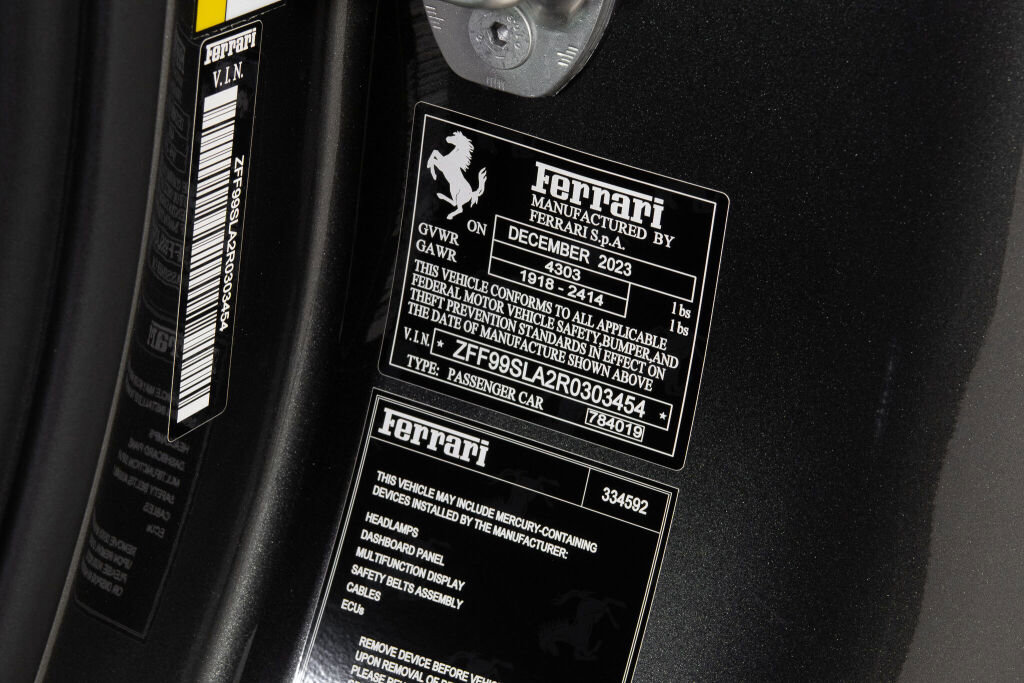 Ferrari
V.I.N.
ZFF99SLA2R0303454
Ferrari
MANUFACTURED BY
FERRARI S.p.A.
ON DECEMBER 2023
GVWR 4303 lbs
GAWR 1918 - 2414 lbs
THIS VEHICLE CONFORMS TO ALL APPLICABLE
FEDERAL MOTOR VEHICLE SAFETY,BUMPER,AND
THEFT PREVENTION STANDARDS IN EFFECT ON
THE DATE OF MANUFACTURE SHOWN ABOVE
V.I.N. * ZFF99SLA2R0303454 *
TYPE: PASSENGER CAR 784019
Ferrari 334592
THIS VEHICLE MAY INCLUDE MERCURY-CONTAINING
DEVICES INSTALLED BY THE MANUFACTURER:
HEADLAMPS
DASHBOARD PANEL
MULTIFUNCTION DISPLAY
SAFETY BELTS ASSEMBLY
CABLES
ECUs
REMOVE DEVICE BEFORE
UPON REMOVAL OF
PLEASE